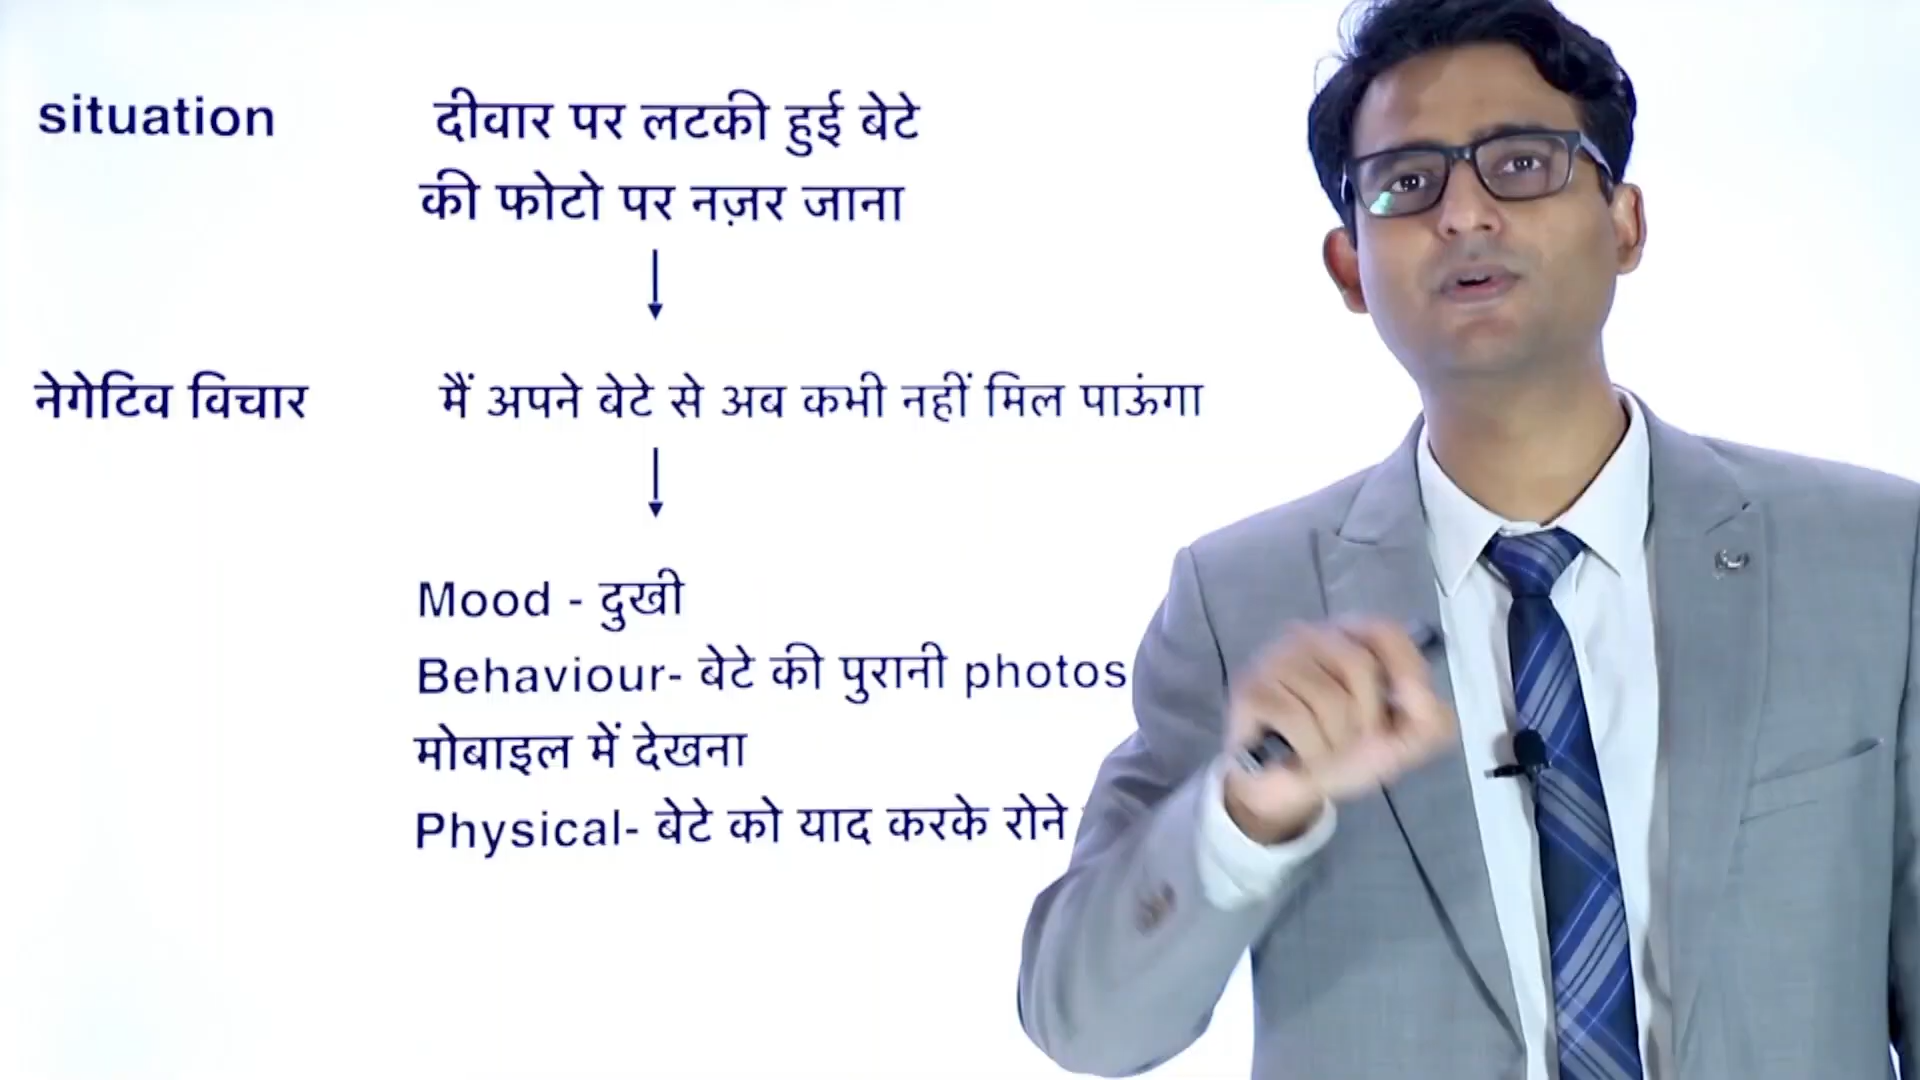 situation दीवार पर लटकी हुई बेटे
की फोटो पर नज़र जाना
नेगेटिव विचार मैं अपने बेटे से अब कभी नहीं मिल पाऊंगा
Mood - दुखी
Behaviour- बेटे की पुरानी photos
मोबाइल में देखना
Physical- बेटे को याद करके रोने